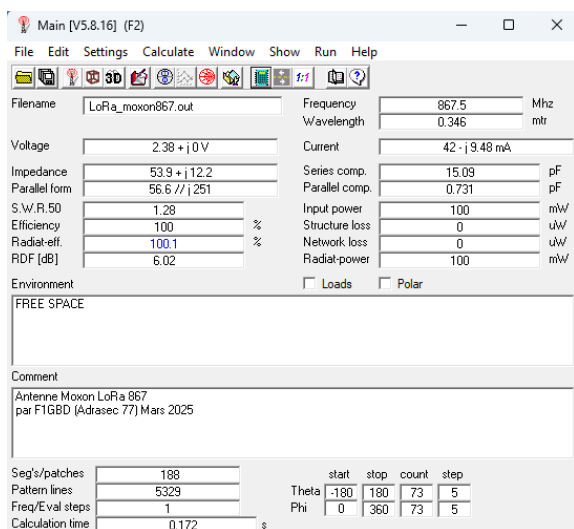 Main [V5.8.16] (F2)
File Edit Settings Calculate Window Show Run Help
3D 1:1
Filename LoRa_moxon867.out Frequency 867.5 Mhz
Wavelength 0.346 mtr
Voltage 2.38 + j 0 V Current 42 - j 9.48 mA
Impedance 53.9 + j 12.2 Series comp. 15.09 pF
Parallel form 56.6 // j 251 Parallel comp. 0.731 pF
S.W.R.50 1.28 Input power 100 mW
Efficiency 100 % Structure loss 0 uW
Radiat-eff. 100.1 % Network loss 0 uW
RDF [dB] 6.02 Radiat-power 100 mW
Environment Loads Polar
FREE SPACE
Comment
Antenne Moxon LoRa 867
par F1GBD (Adrasec 77) Mars 2025
Seg's/patches 188 start stop count step
Pattern lines 5329 Theta -180 180 73 5
Freq/Eval steps 1 Phi 0 360 73 5
Calculation time 0.172 s